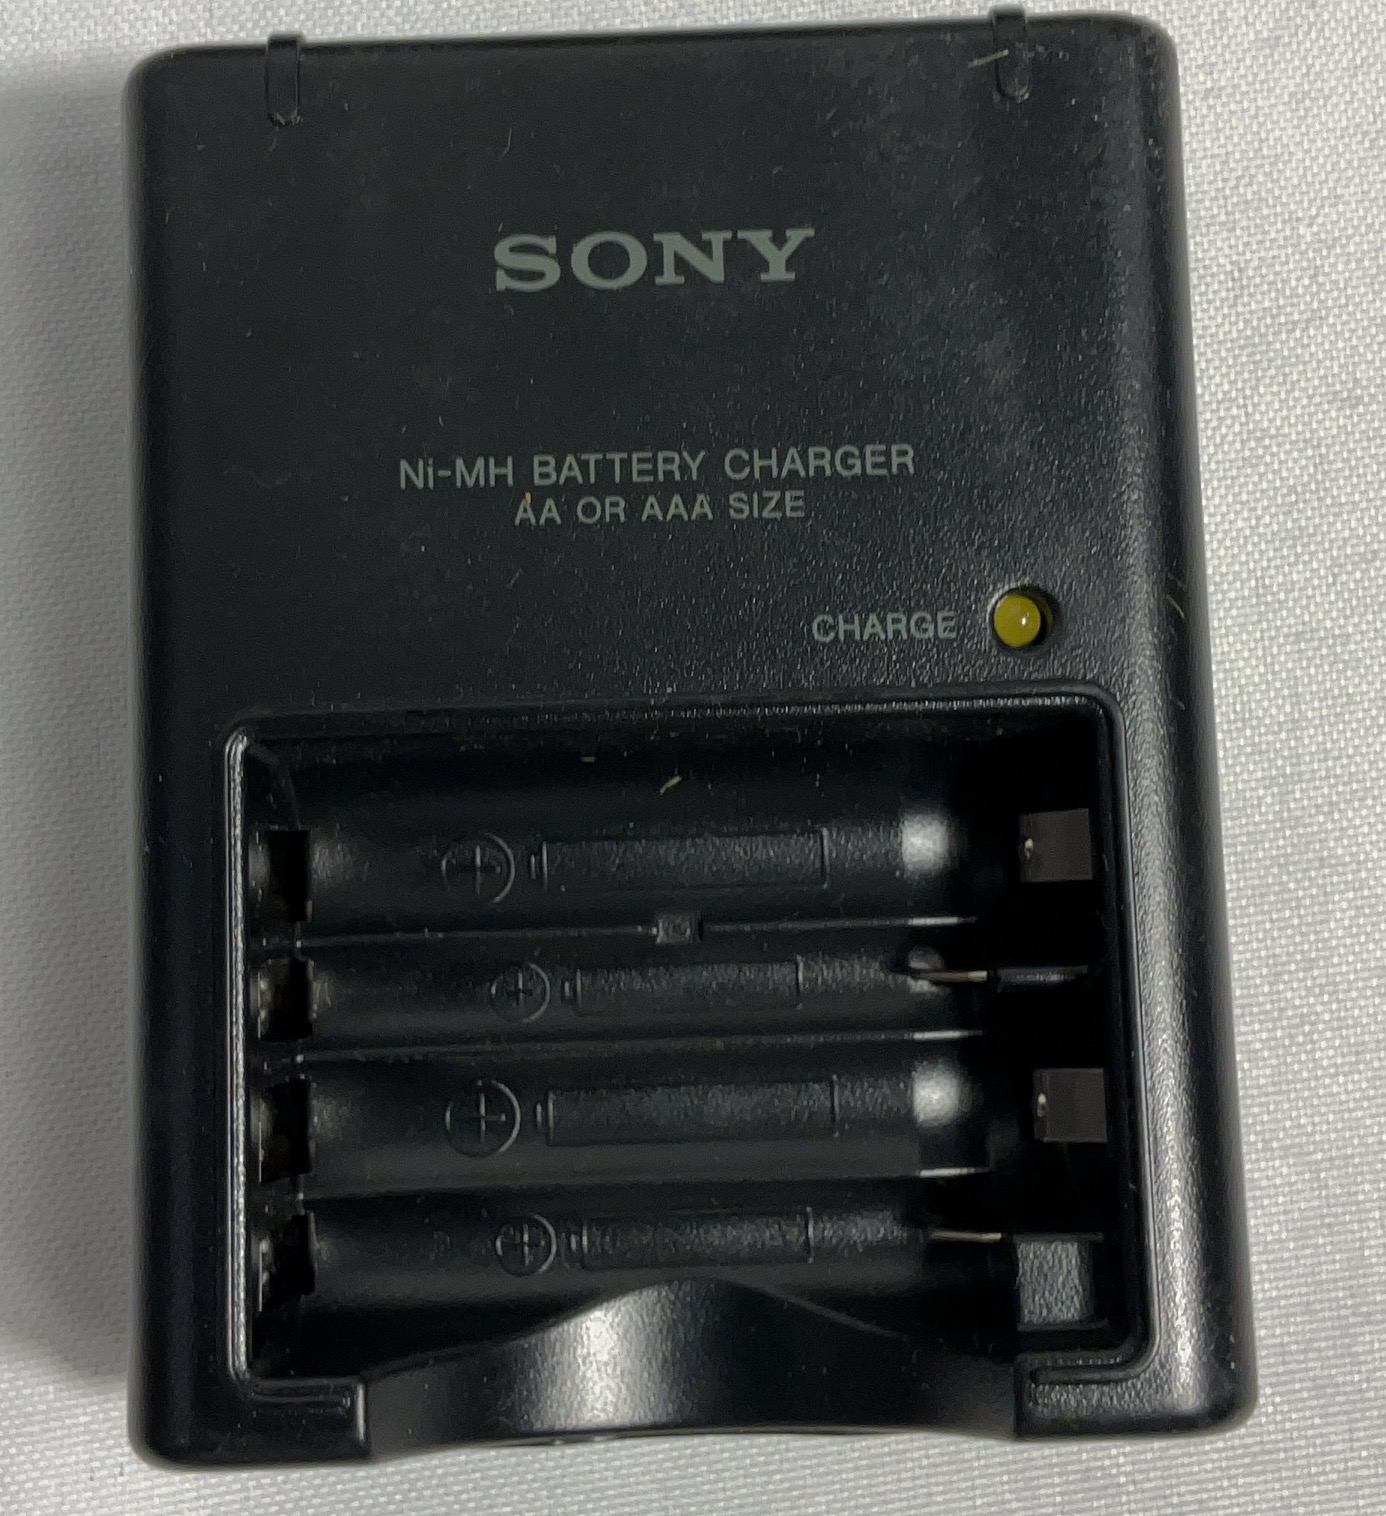 SONY
Ni-MH BATTERY CHARGER
AA OR AAA SIZE
CHARGE